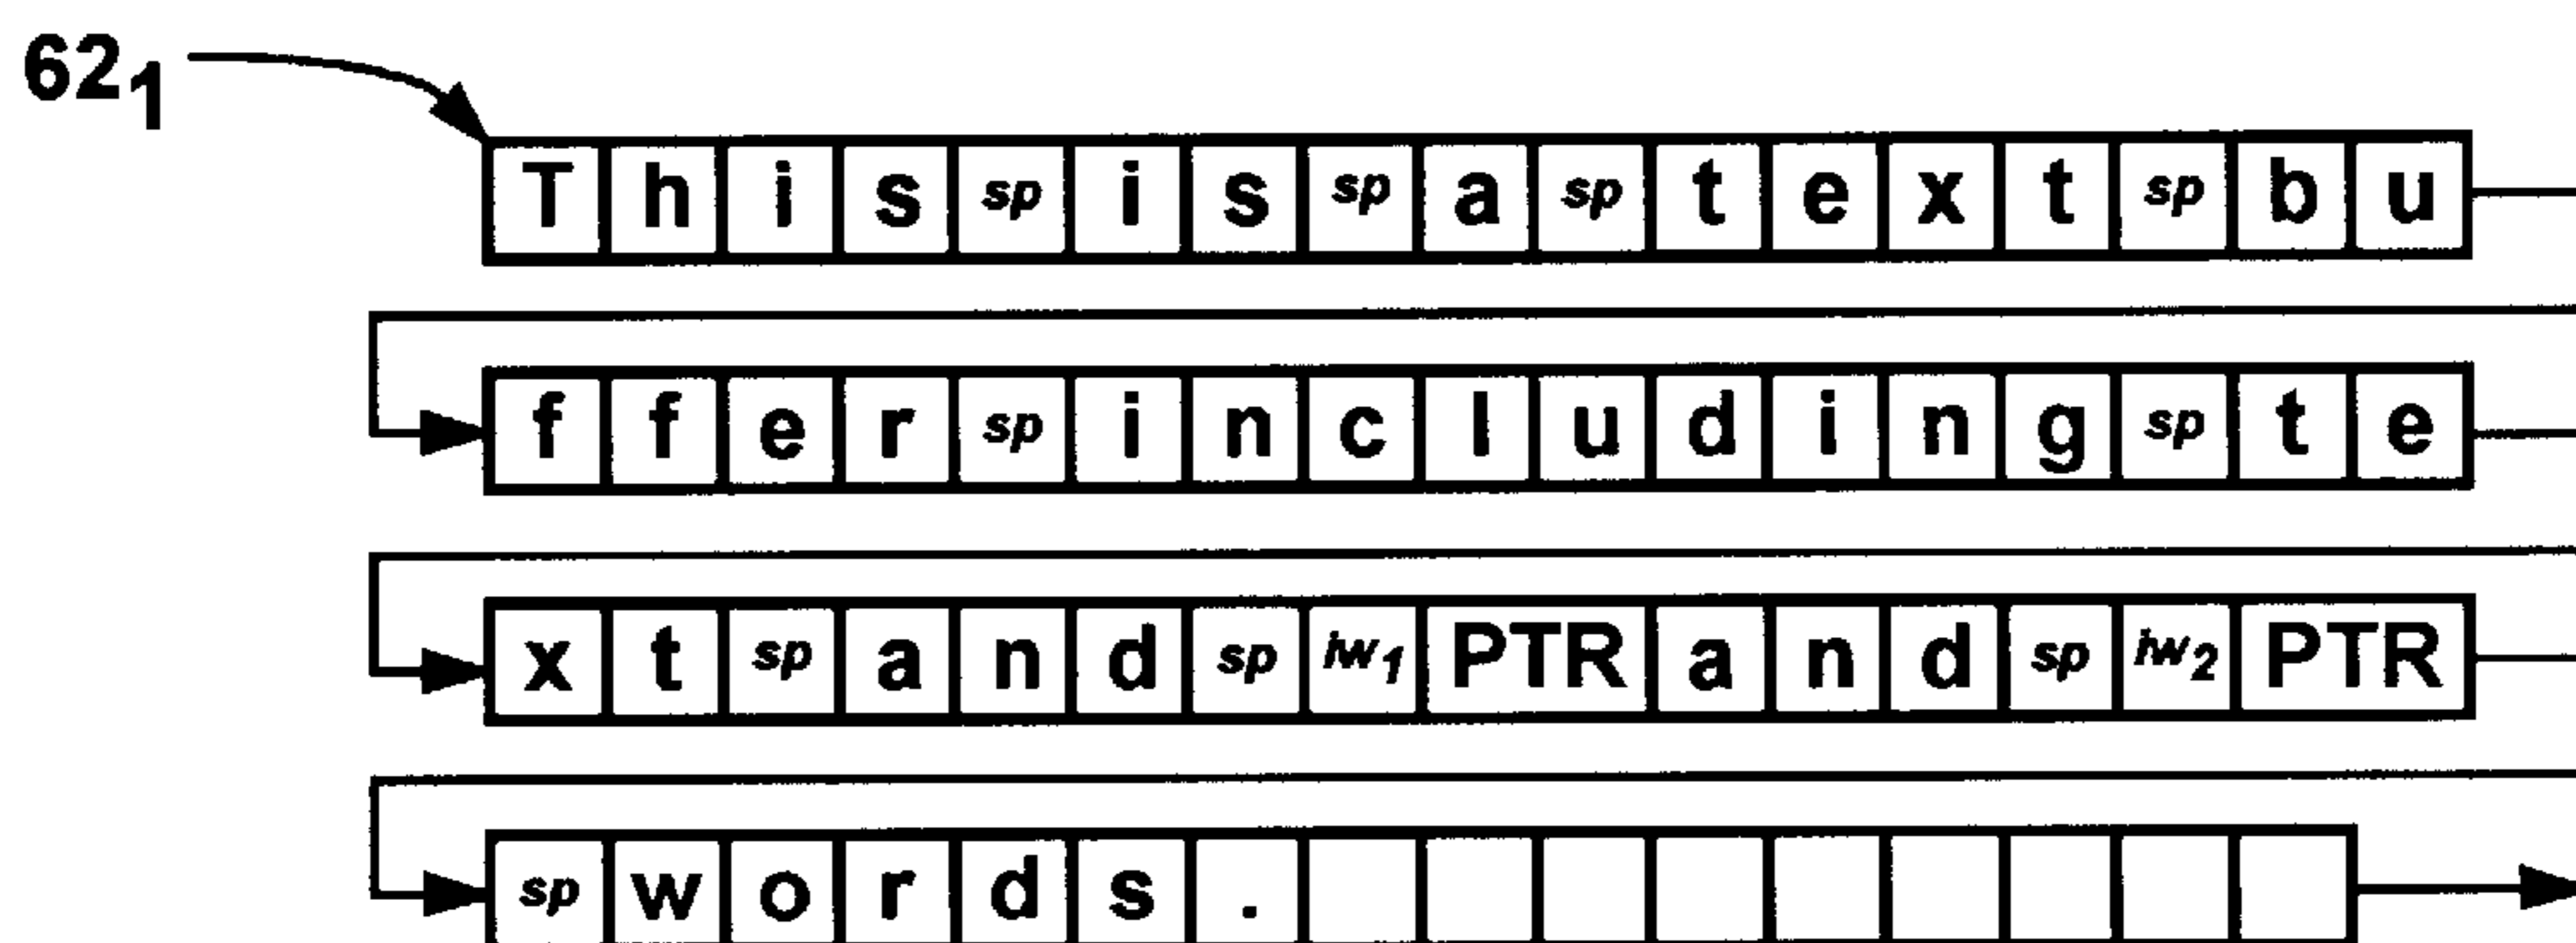 62₁
T h i s sp i s sp a sp t e x t sp b u
f f e r sp i n c l u d i n g sp t e
x t sp a n d sp iw₁ PTR a n d sp iw₂ PTR
sp w o r d s .